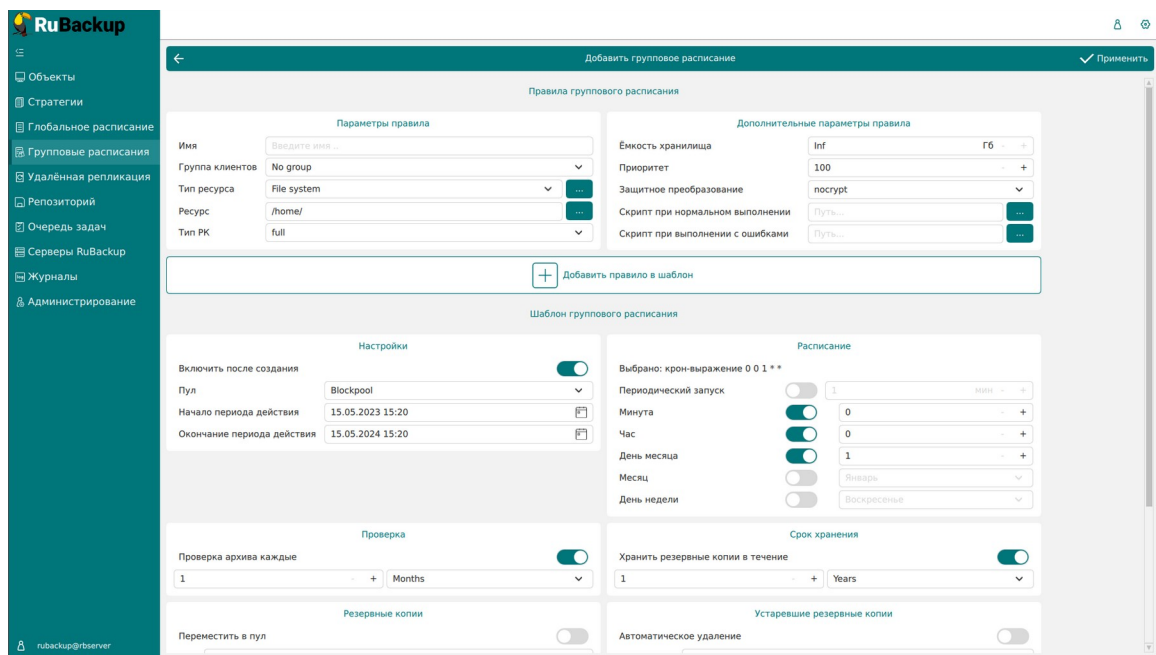 RuBackup
Объекты
Стратегии
Глобальное расписание
Групповые расписания
Удалённая репликация
Репозиторий
Очередь задач
Серверы RuBackup
Журналы
Администрирование
rubackup@rbserver
Добавить групповое расписание
Применить
Правила группового расписания
Параметры правила
Имя Введите имя ..
Группа клиентов No group
Тип ресурса File system ...
Ресурс /home/ ...
Тип РК full
Дополнительные параметры правила
Ёмкость хранилища Inf Гб - +
Приоритет 100 - +
Защитное преобразование nocrypt
Скрипт при нормальном выполнении Путь... ...
Скрипт при выполнении с ошибками Путь... ...
Добавить правило в шаблон
Шаблон группового расписания
Настройки
Включить после создания
Пул Blockpool
Начало периода действия 15.05.2023 15:20
Окончание периода действия 15.05.2024 15:20
Расписание
Выбрано: крон-выражение 0 0 1 * *
Периодический запуск 1 мин. - +
Минута 0 - +
Час 0 - +
День месяца 1 - +
Месяц Январь
День недели Воскресенье
Проверка
Проверка архива каждые
1 - + Months
Срок хранения
Хранить резервные копии в течение
1 - + Years
Резервные копии
Переместить в пул
Устаревшие резервные копии
Автоматическое удаление